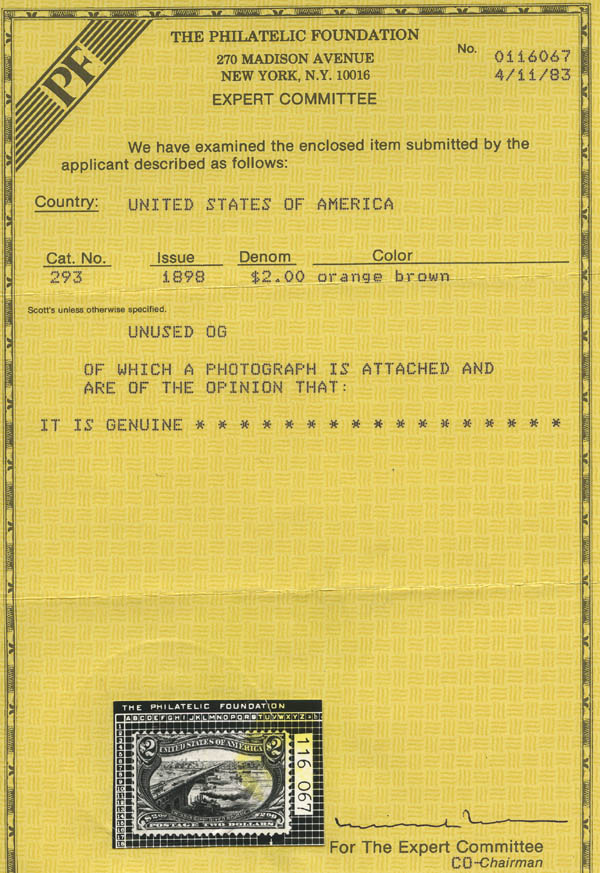 PF
THE PHILATELIC FOUNDATION
270 MADISON AVENUE
NEW YORK, N.Y. 10016
EXPERT COMMITTEE
No. 0116067
4/11/83
We have examined the enclosed item submitted by the
applicant described as follows:
Country: UNITED STATES OF AMERICA
Cat. No. Issue Denom Color
293 1898 $2.00 orange brown
Scott's unless otherwise specified.
UNUSED OG
OF WHICH A PHOTOGRAPH IS ATTACHED AND
ARE OF THE OPINION THAT:
IT IS GENUINE * * * * * * * * * * * * * * * * *
THE PHILATELIC FOUNDATION
ABCDEFGHIJKLMNOPQRSTUVWXYZ
$2 UNITED STATES OF AMERICA $2
POSTAGE TWO DOLLARS
116 067
For The Expert Committee
CO-Chairman